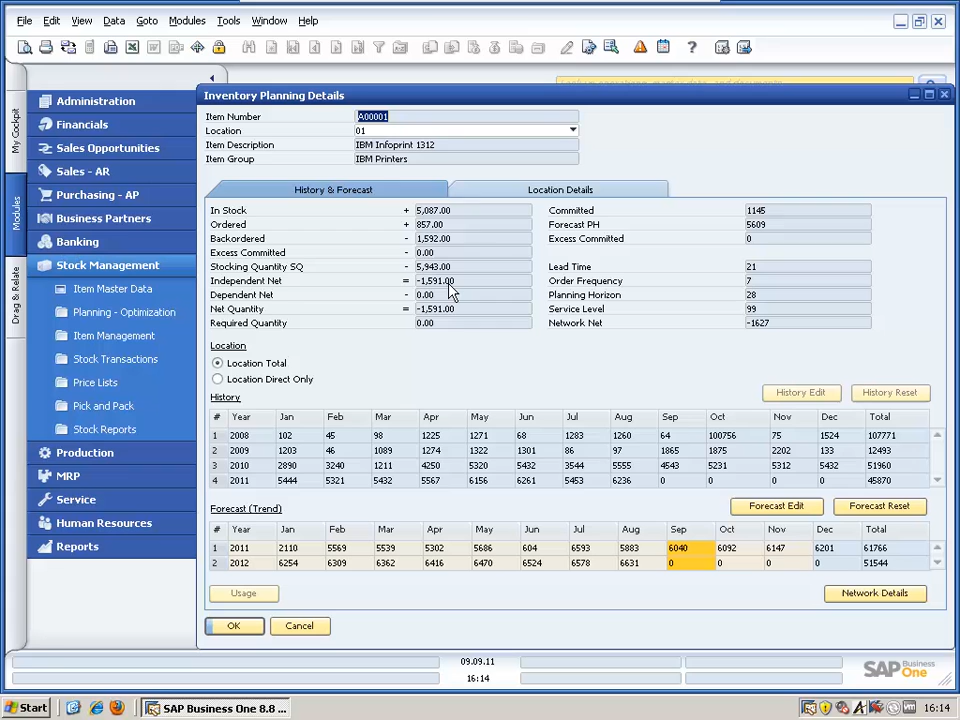 File Edit View Data Goto Modules Tools Window Help
My Cockpit
Modules
Drag & Relate
Administration
Financials
Sales Opportunities
Sales - AR
Purchasing - AP
Business Partners
Banking
Stock Management
Item Master Data
Planning - Optimization
Item Management
Stock Transactions
Price Lists
Pick and Pack
Stock Reports
Production
MRP
Service
Human Resources
Reports
Inventory Planning Details
Item Number A00001
Location 01
Item Description IBM Infoprint 1312
Item Group IBM Printers
History & Forecast Location Details
In Stock + 5,087.00 Committed 1145
Ordered + 857.00 Forecast PH 5609
Backordered - 1,592.00 Excess Committed 0
Excess Committed - 0.00
Stocking Quantity SQ - 5,943.00 Lead Time 21
Independent Net = -1,591.00 Order Frequency 7
Dependent Net - 0.00 Planning Horizon 28
Net Quantity = -1,591.00 Service Level 99
Required Quantity 0.00 Network Net -1627
Location
Location Total
Location Direct Only
History History Edit History Reset
# Year Jan Feb Mar Apr May Jun Jul Aug Sep Oct Nov Dec Total
1 2008 102 45 98 1225 1271 68 1283 1260 64 100756 75 1524 107771
2 2009 1203 46 1089 1274 1322 1301 86 97 1865 1875 2202 133 12493
3 2010 2890 3240 1211 4250 5320 5432 3544 5555 4543 5231 5312 5432 51960
4 2011 5444 5321 5432 5567 6156 6261 5453 6236 0 0 0 0 45870
Forecast (Trend) Forecast Edit Forecast Reset
# Year Jan Feb Mar Apr May Jun Jul Aug Sep Oct Nov Dec Total
1 2011 2110 5569 5539 5302 5686 604 6593 5883 6040 6092 6147 6201 61766
2 2012 6254 6309 6362 6416 6470 6524 6578 6631 0 0 0 0 51544
Usage Network Details
OK Cancel
09.09.11
16:14
SAP Business One
Start SAP Business One 8.8 ... 16:14